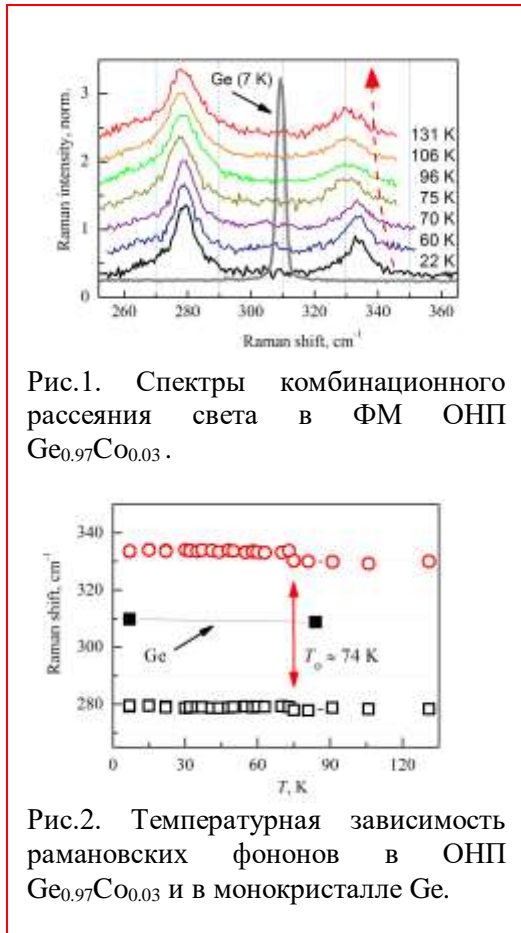 3
2
1
0
Raman intensity, norm.
Ge (7 K)
131 K
106 K
96 K
75 K
70 K
60 K
22 K
260 280 300 320 340 360
Raman shift, cm⁻¹
Рис.1. Спектры комбинационного
рассеяния света в ФМ ОНП
Ge₀.₉₇Co₀.₀₃ .
340
330
320
310
280
Raman shift, cm⁻¹
Ge
Tₒ ≈ 74 K
0 30 60 90 120
T, K
Рис.2. Температурная зависимость
рамановских фононов в ОНП
Ge₀.₉₇Co₀.₀₃ и в монокристалле Ge.